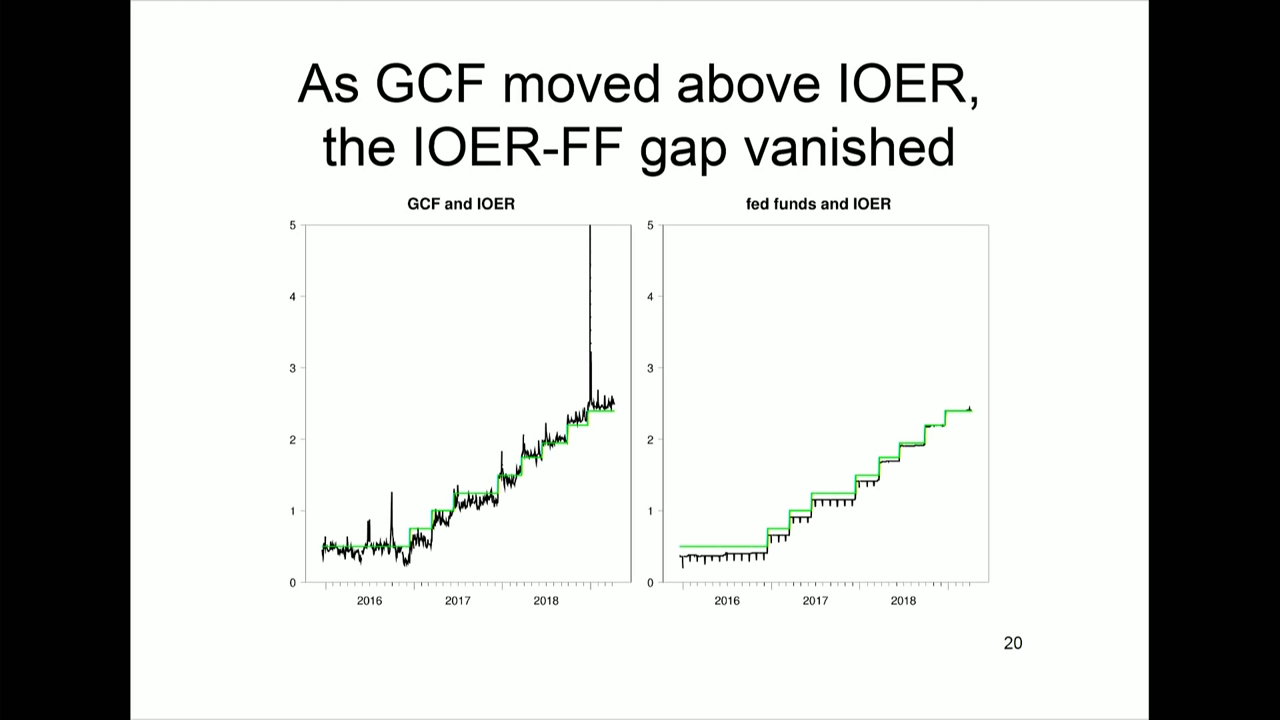 As GCF moved above IOER,
the IOER-FF gap vanished
GCF and IOER
5
4
3
2
1
0
2016 2017 2018
fed funds and IOER
5
4
3
2
1
0
2016 2017 2018
20